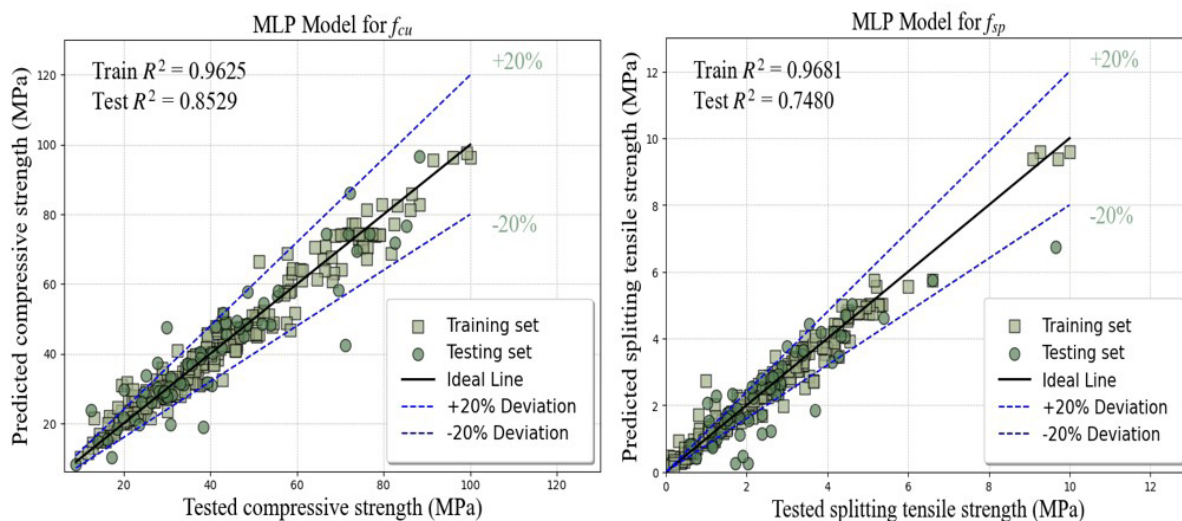 MLP Model for f_cu
Train R² = 0.9625
Test R² = 0.8529
+20%
-20%
120
100
80
60
40
20
20
40
60
80
100
120
Predicted compressive strength (MPa)
Tested compressive strength (MPa)
Training set
Testing set
Ideal Line
+20% Deviation
-20% Deviation
MLP Model for f_sp
Train R² = 0.9681
Test R² = 0.7480
+20%
-20%
12
10
8
6
4
2
0
0
2
4
6
8
10
12
Predicted splitting tensile strength (MPa)
Tested splitting tensile strength (MPa)
Training set
Testing set
Ideal Line
+20% Deviation
-20% Deviation